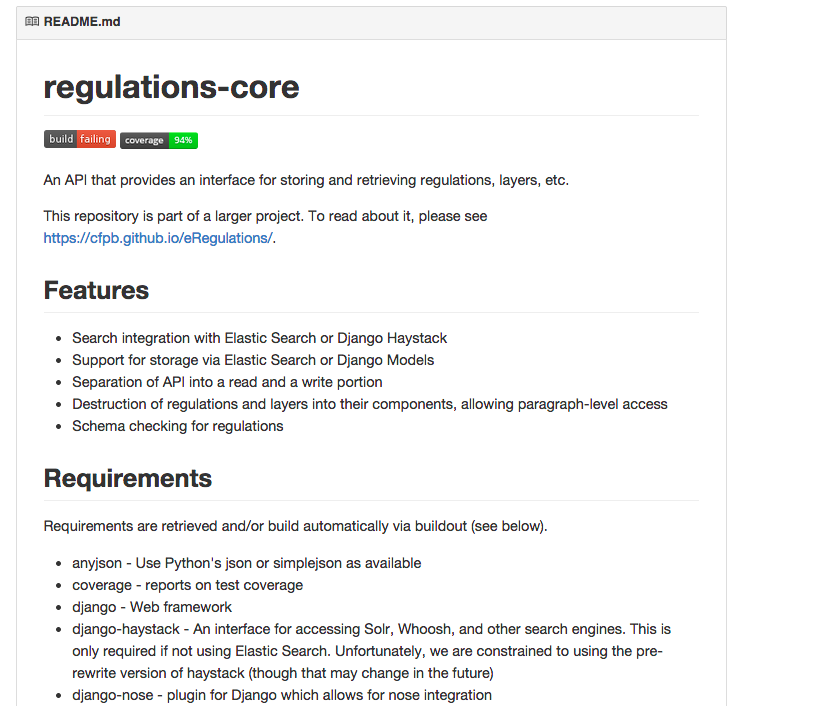 README.md
regulations-core
build failing coverage 94%
An API that provides an interface for storing and retrieving regulations, layers, etc.
This repository is part of a larger project. To read about it, please see
https://cfpb.github.io/eRegulations/.
Features
Search integration with Elastic Search or Django Haystack
Support for storage via Elastic Search or Django Models
Separation of API into a read and a write portion
Destruction of regulations and layers into their components, allowing paragraph-level access
Schema checking for regulations
Requirements
Requirements are retrieved and/or build automatically via buildout (see below).
anyjson - Use Python's json or simplejson as available
coverage - reports on test coverage
django - Web framework
django-haystack - An interface for accessing Solr, Whoosh, and other search engines. This is
only required if not using Elastic Search. Unfortunately, we are constrained to using the pre-
rewrite version of haystack (though that may change in the future)
django-nose - plugin for Django which allows for nose integration